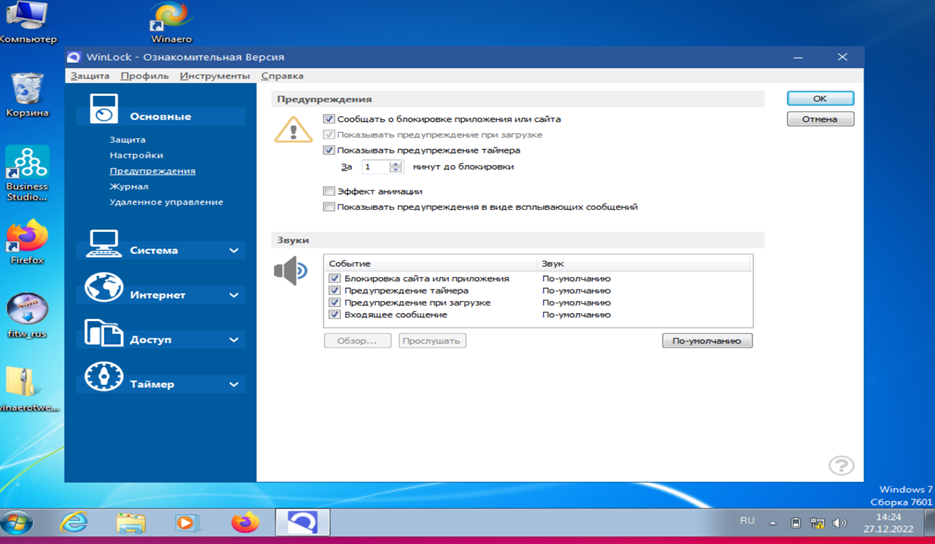 Компьютер
Winaero
Корзина
Business
Studio...
Firefox
fitw_rus
winaerotwe...
WinLock - Ознакомительная Версия
Защита Профиль Инструменты Справка
Основные
Защита
Настройки
Предупреждения
Журнал
Удаленное управление
Система
Интернет
Доступ
Таймер
Предупреждения
Сообщать о блокировке приложения или сайта
Показывать предупреждение при загрузке
Показывать предупреждение таймера
За 1 минут до блокировки
Эффект анимации
Показывать предупреждения в виде всплывающих сообщений
Звуки
Событие Звук
Блокировка сайта или приложения По-умолчанию
Предупреждение таймера По-умолчанию
Предупреждение при загрузке По-умолчанию
Входящее сообщение По-умолчанию
Обзор... Прослушать По-умолчанию
OK
Отмена
?
Windows 7
Сборка 7601
RU
14:24
27.12.2022